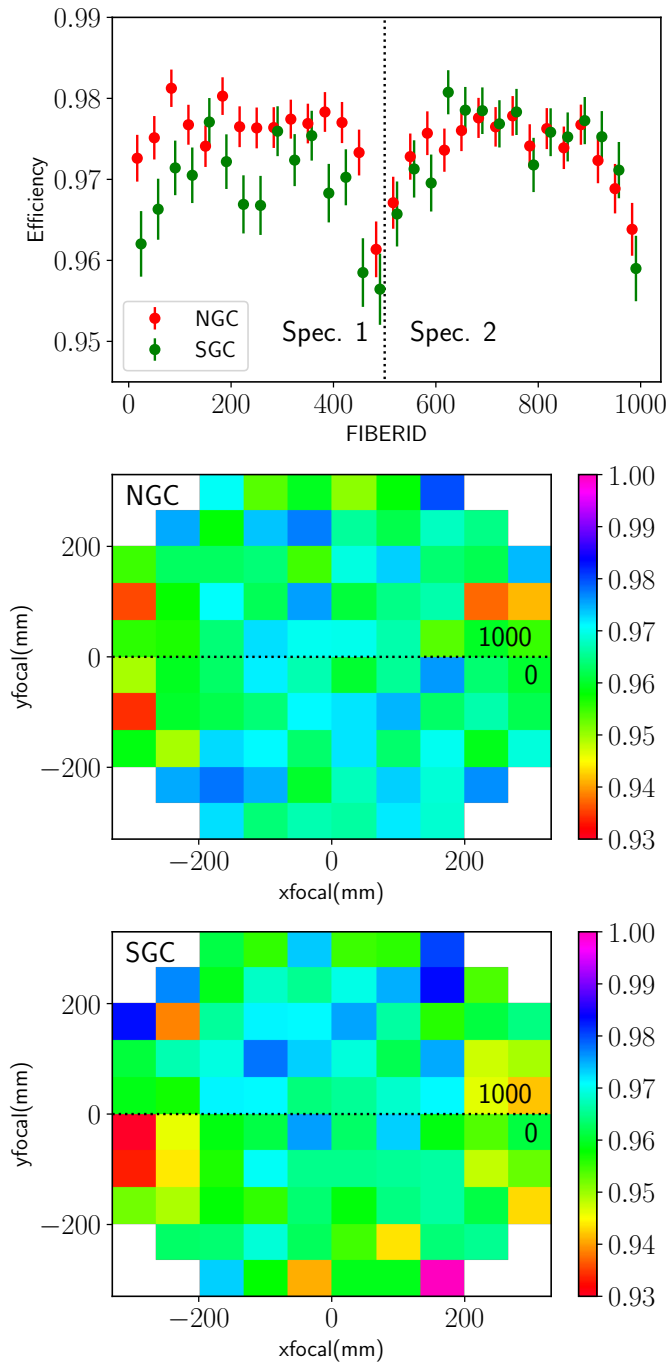 0.99
0.98
0.97
0.96
0.95
Efficiency
NGC
SGC
Spec. 1
Spec. 2
0 200 400 600 800 1000
FIBERID
NGC
200
0
−200
yfocal(mm)
1000
0
−200 0 200
xfocal(mm)
1.00
0.99
0.98
0.97
0.96
0.95
0.94
0.93
SGC
200
0
−200
yfocal(mm)
1000
0
−200 0 200
xfocal(mm)
1.00
0.99
0.98
0.97
0.96
0.95
0.94
0.93